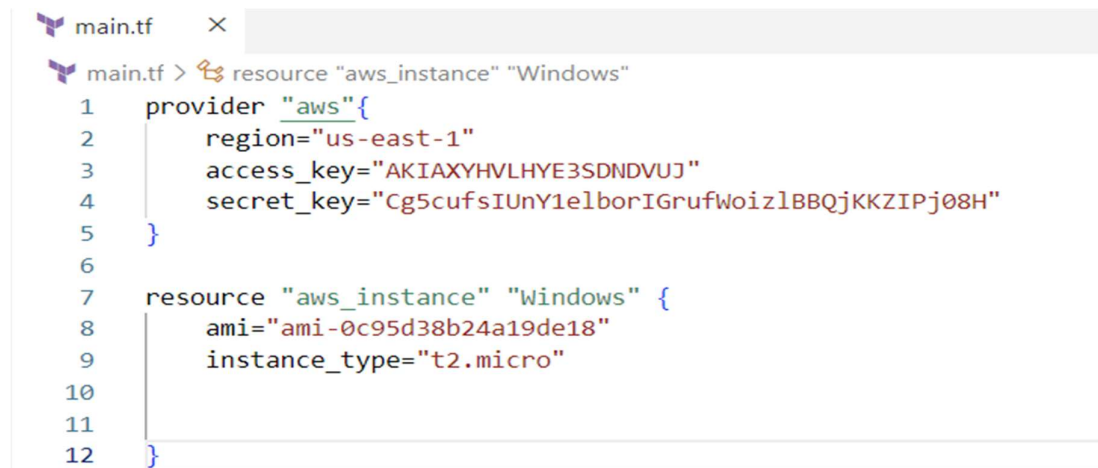 main.tf
main.tf > resource "aws_instance" "Windows"
1 provider "aws"{
2 region="us-east-1"
3 access_key="AKIAXYHVLHYE3SDNDVUJ"
4 secret_key="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"
5 }
6
7 resource "aws_instance" "Windows" {
8 ami="ami-0c95d38b24a19de18"
9 instance_type="t2.micro"
10
11
12 }